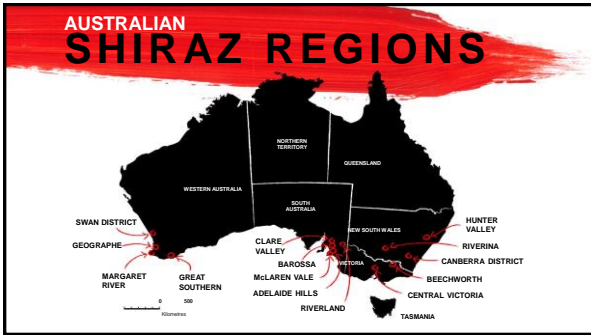 AUSTRALIAN
SHIRAZ REGIONS
NORTHERN
TERRITORY
QUEENSLAND
WESTERN AUSTRALIA
SOUTH
AUSTRALIA
NEW SOUTH WALES
VICTORIA
TASMANIA
SWAN DISTRICT
GEOGRAPHE
MARGARET
RIVER
GREAT
SOUTHERN
CLARE
VALLEY
BAROSSA
McLAREN VALE
ADELAIDE HILLS
RIVERLAND
HUNTER
VALLEY
RIVERINA
CANBERRA DISTRICT
BEECHWORTH
CENTRAL VICTORIA
0 500
Kilometres